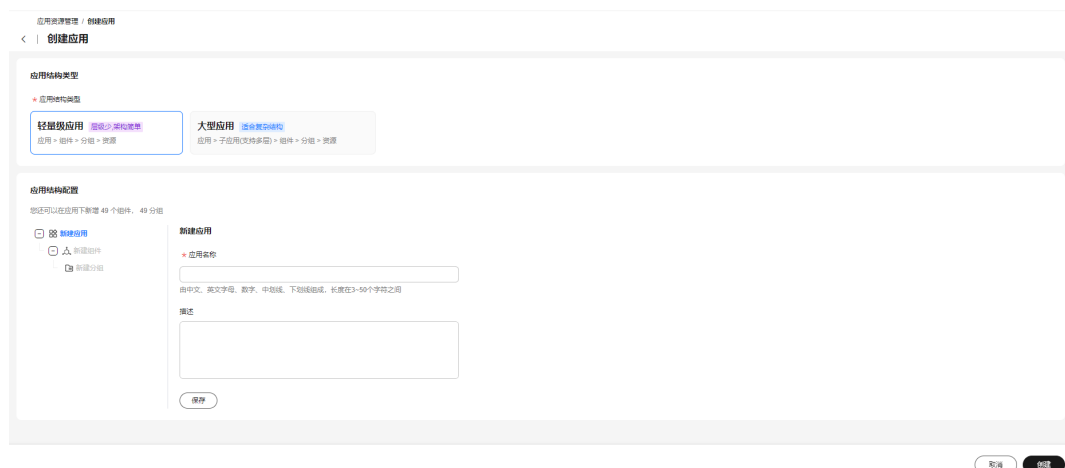 应用资源管理 / 创建应用
创建应用
应用结构类型
* 应用结构类型
轻量级应用 层级少,架构简单
应用 > 组件 > 分组 > 资源
大型应用 适合复杂结构
应用 > 子应用(支持多层) > 组件 > 分组 > 资源
应用结构配置
您还可以在应用下新增 49 个组件， 49 分组
新建应用
新建组件
新建分组
新建应用
* 应用名称
由中文、英文字母、数字、中划线、下划线组成，长度在3~50个字符之间
描述
保存
取消
创建